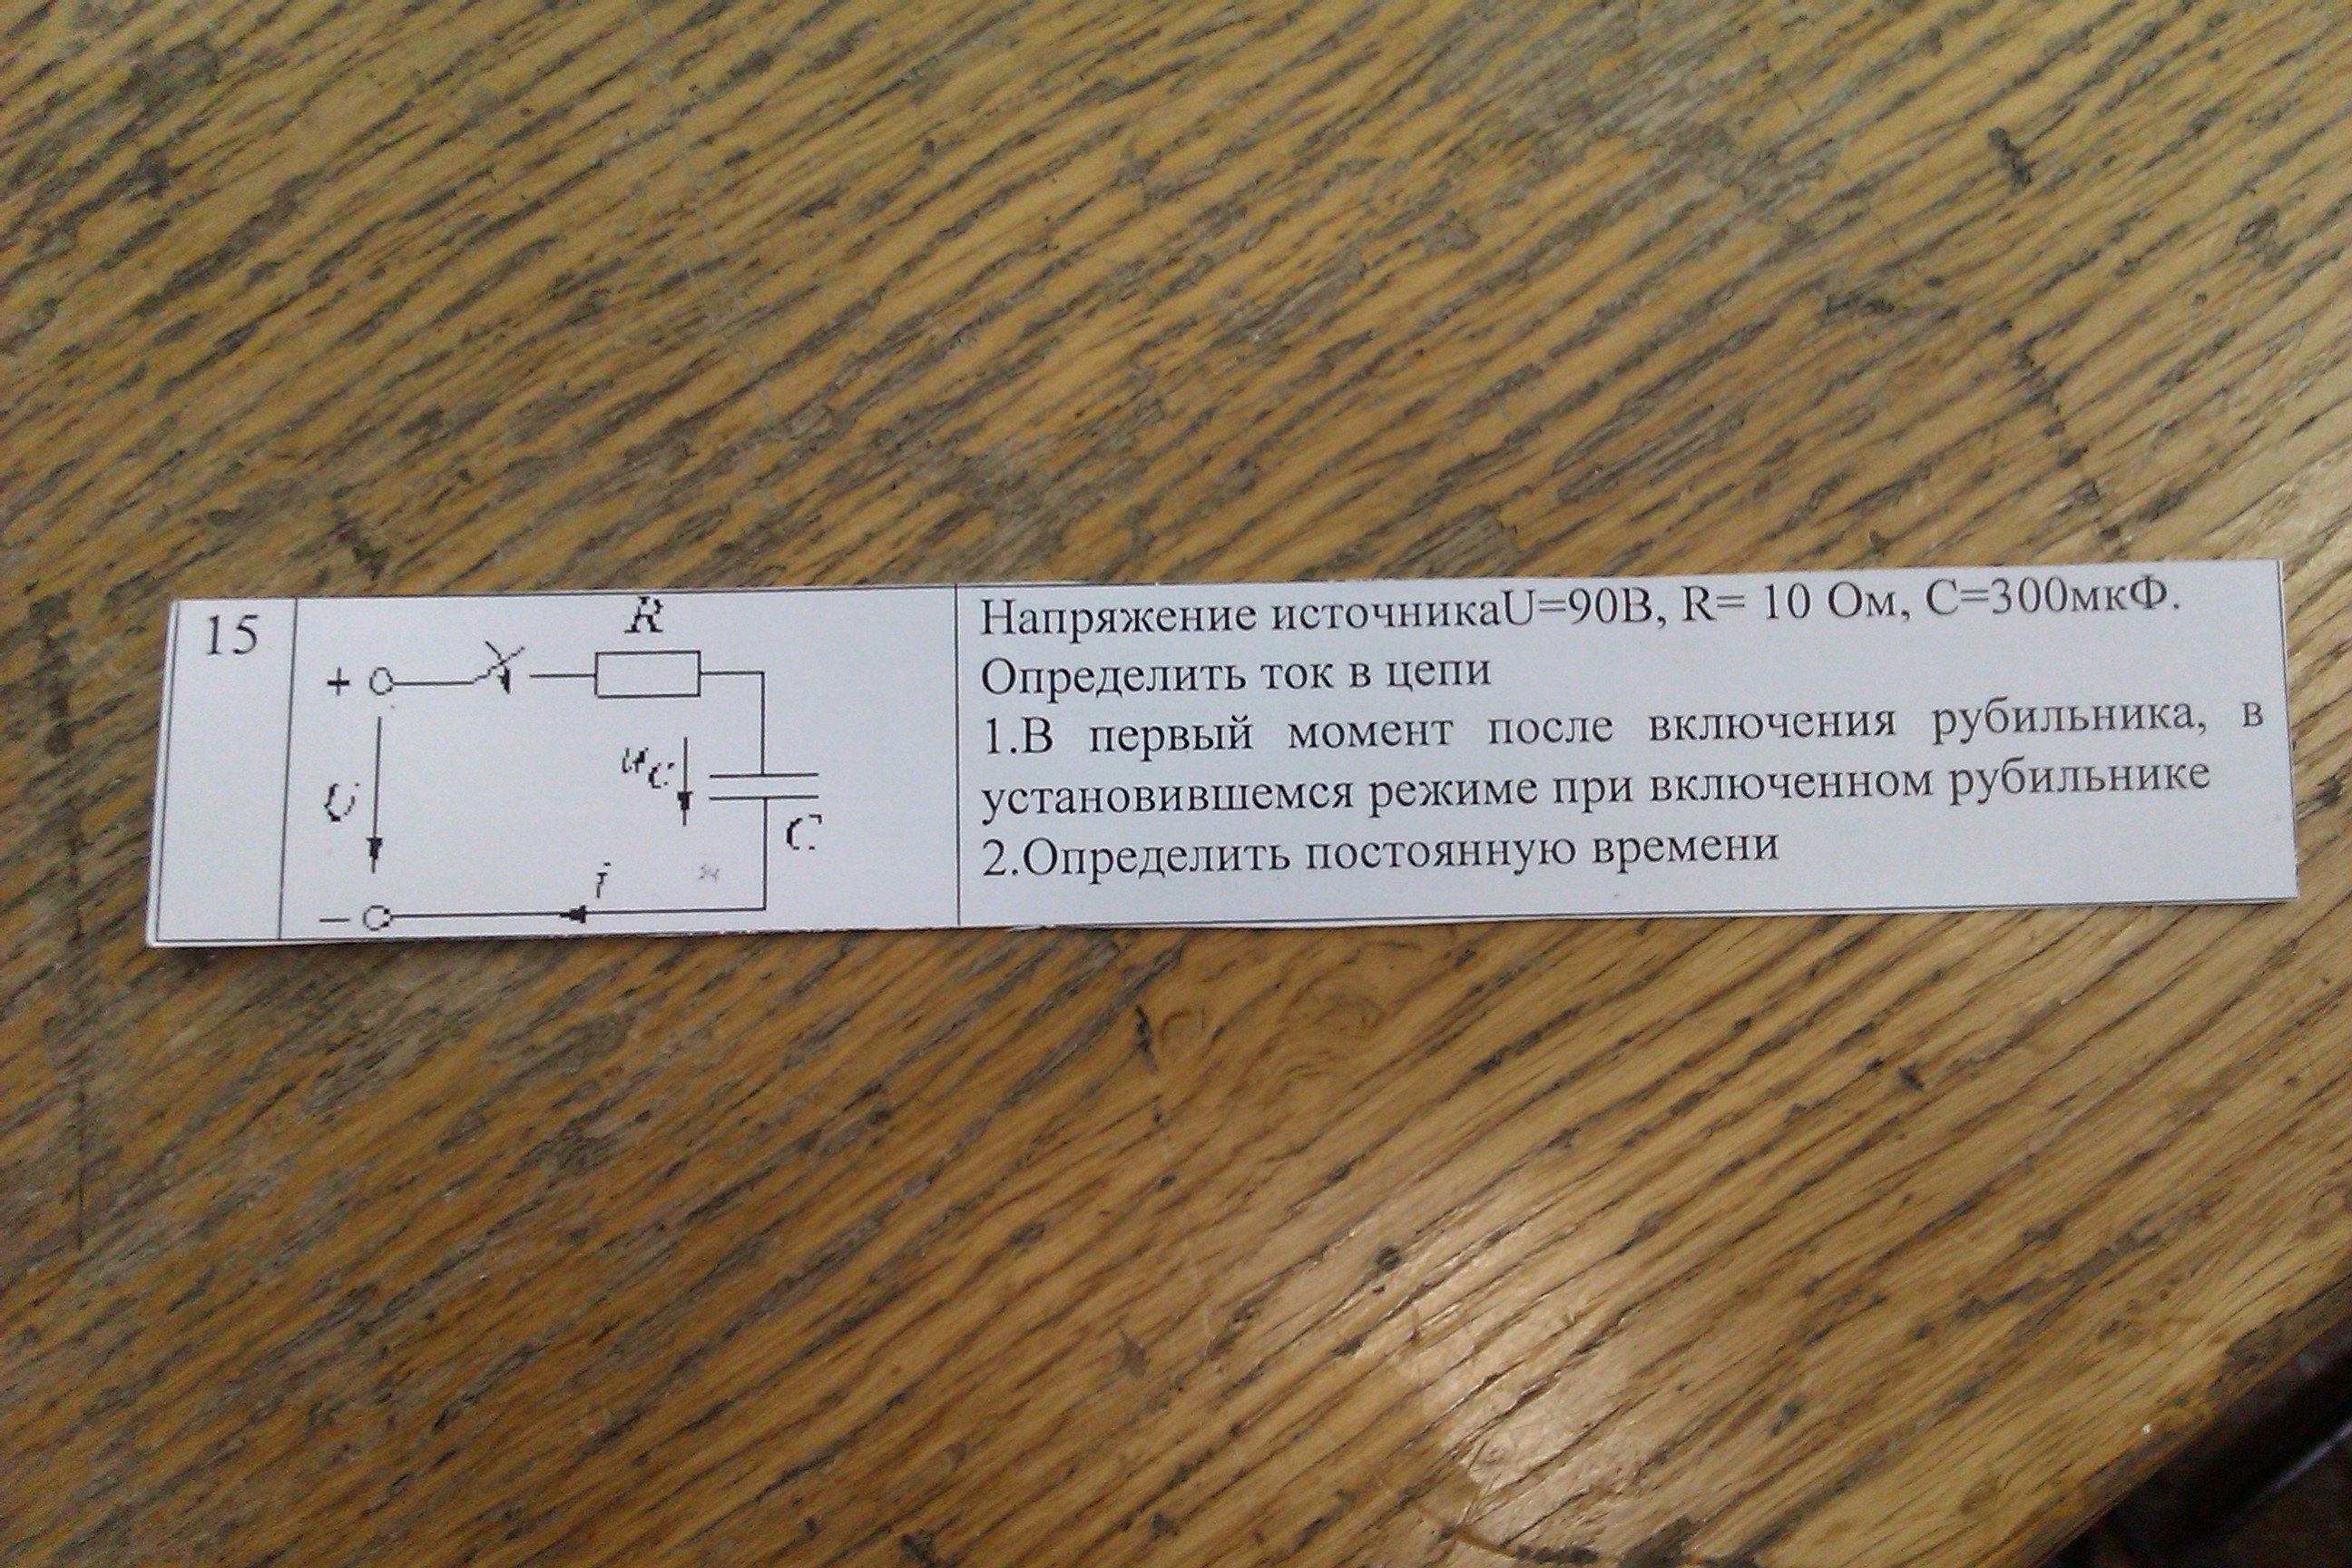 15
R
+
U
u_C
C
i
−
Напряжение источникаU=90В, R= 10 Ом, C=300мкФ.
Определить ток в цепи
1.В первый момент после включения рубильника, в
установившемся режиме при включенном рубильнике
2.Определить постоянную времени